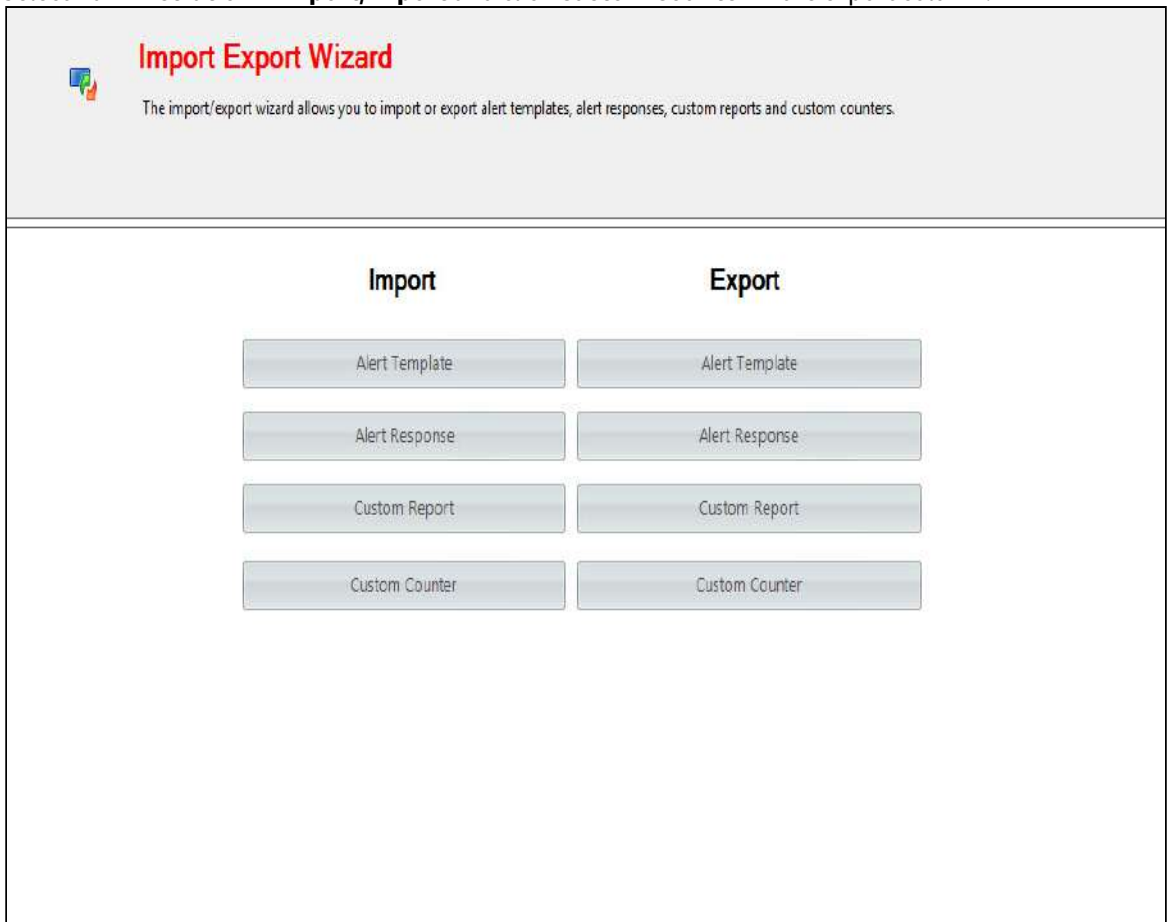 Import Export Wizard
The import/export wizard allows you to import or export alert templates, alert responses, custom reports and custom counters.
Import Export
Alert Template Alert Template
Alert Response Alert Response
Custom Report Custom Report
Custom Counter Custom Counter